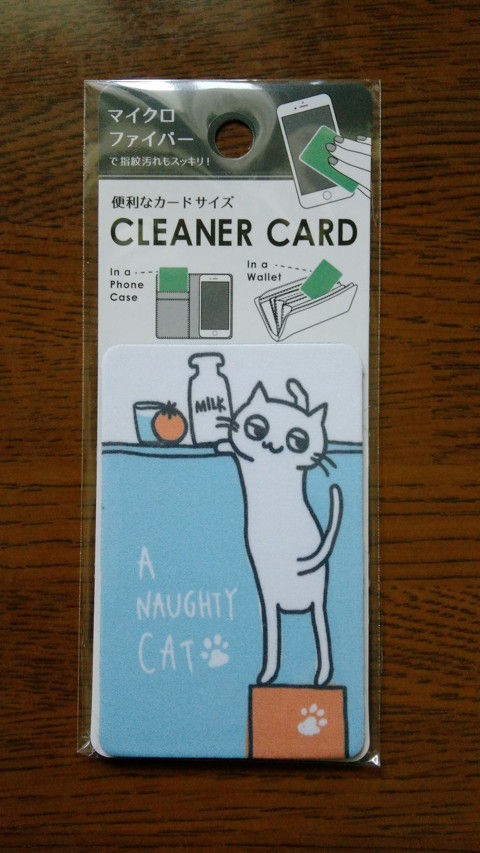 マイクロ
ファイバー
で指紋汚れもスッキリ!
便利なカードサイズ
CLEANER CARD
In a
Phone
Case
In a
Wallet
MiLK
A
NAUGHTY
CAT